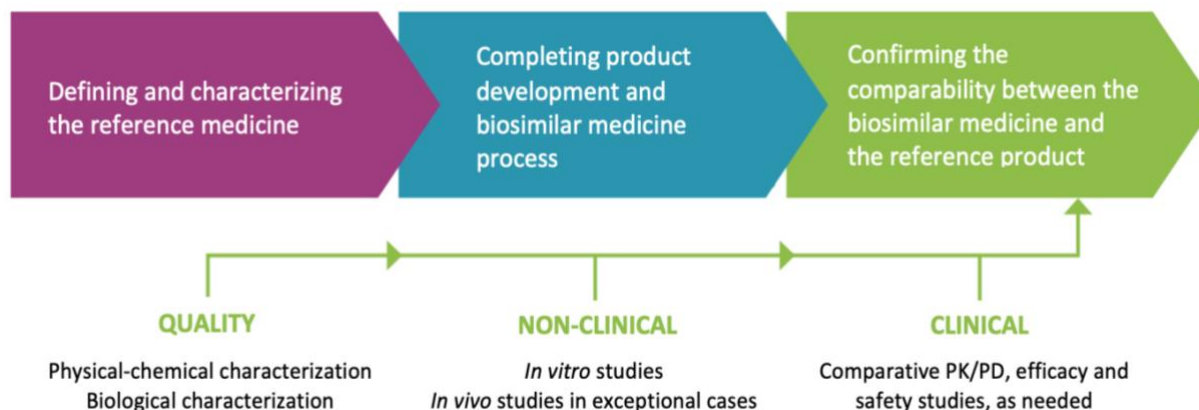 Defining and characterizing
the reference medicine
Completing product
development and
biosimilar medicine
process
Confirming the
comparability between the
biosimilar medicine and
the reference product
QUALITY
Physical-chemical characterization
Biological characterization
NON-CLINICAL
In vitro studies
In vivo studies in exceptional cases
CLINICAL
Comparative PK/PD, efficacy and
safety studies, as needed